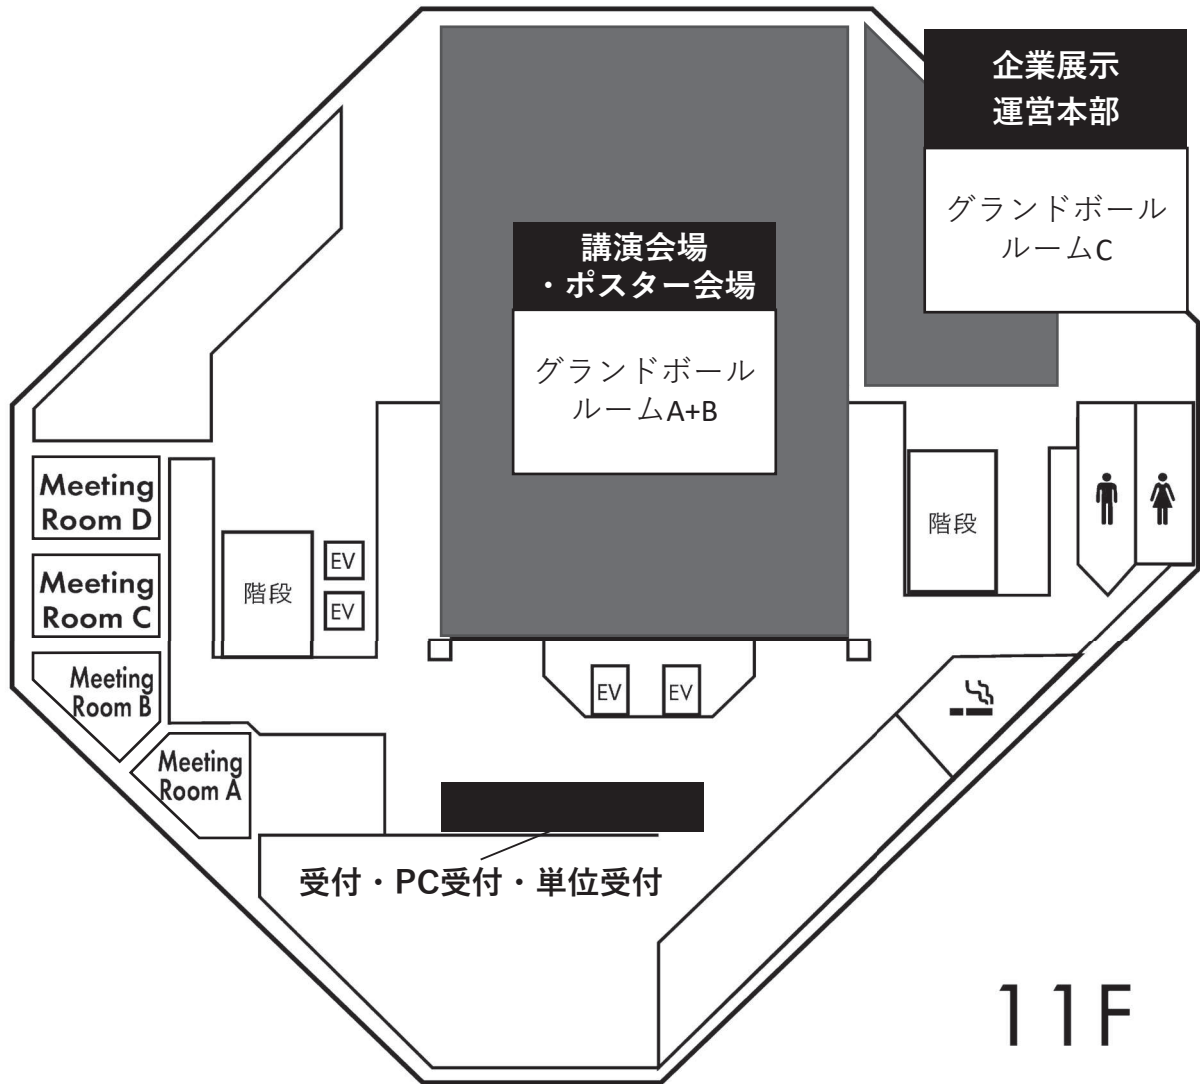 企業展示
運営本部
グランドボール
ルームC
講演会場
・ポスター会場
グランドボール
ルームA+B
Meeting
Room D
Meeting
Room C
Meeting
Room B
Meeting
Room A
階段
EV
EV
階段
EV
EV
受付・PC受付・単位受付
11F